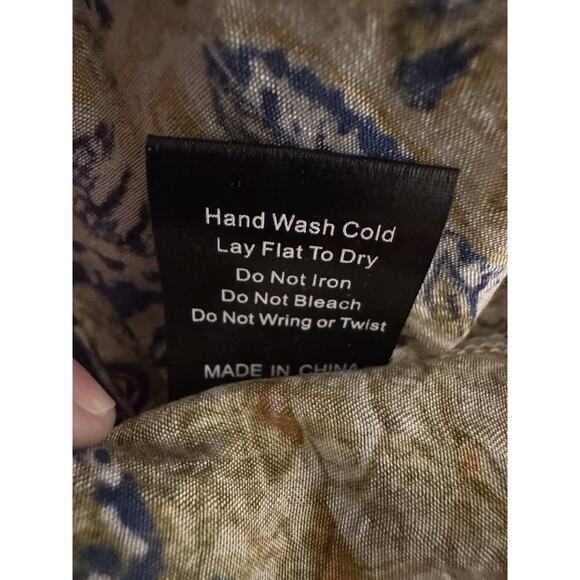 Hand Wash Cold
Lay Flat To Dry
Do Not Iron
Do Not Bleach
Do Not Wring or Twist
MADE IN CHINA